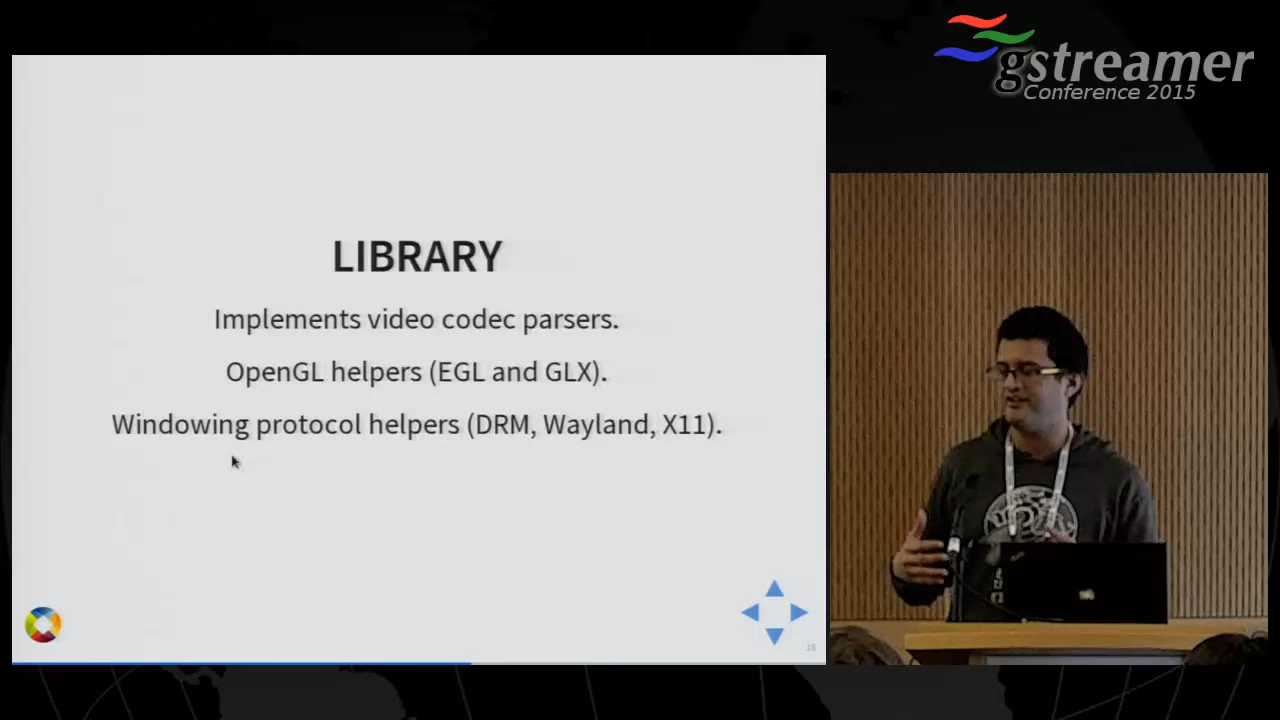 gstreamer
Conference 2015
LIBRARY
Implements video codec parsers.
OpenGL helpers (EGL and GLX).
Windowing protocol helpers (DRM, Wayland, X11).
18